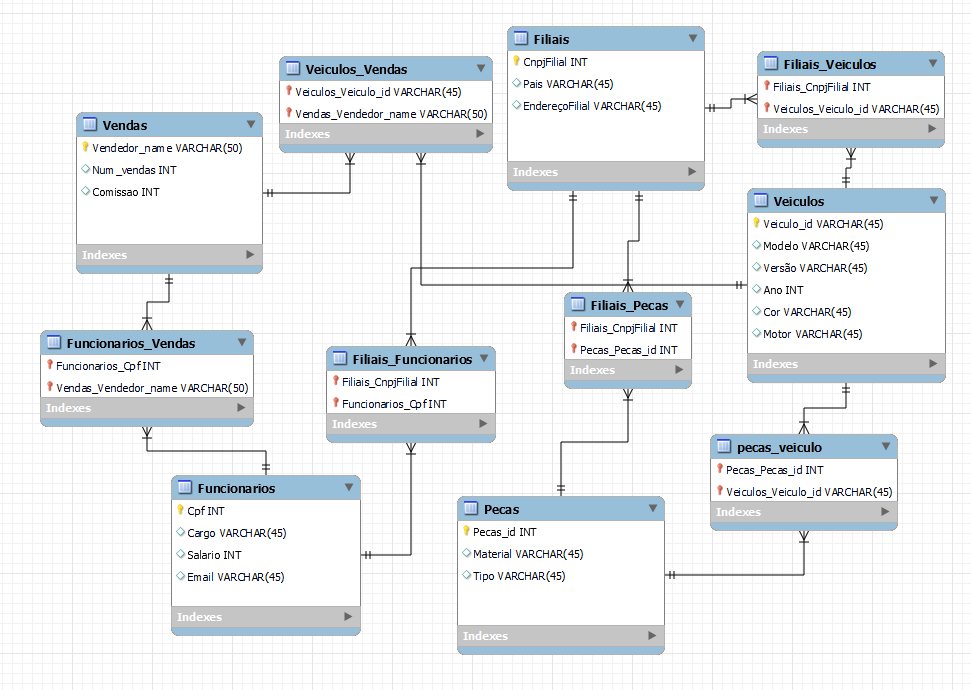 Filiais
CnpjFilial INT
Pais VARCHAR(45)
EndereçoFilial VARCHAR(45)
Indexes
Veiculos_Vendas
Veiculos_Veiculo_id VARCHAR(45)
Vendas_Vendedor_name VARCHAR(50)
Indexes
Filiais_Veiculos
Filiais_CnpjFilial INT
Veiculos_Veiculo_id VARCHAR(45)
Indexes
Vendas
Vendedor_name VARCHAR(50)
Num_vendas INT
Comissao INT
Indexes
Veiculos
Veiculo_id VARCHAR(45)
Modelo VARCHAR(45)
Versão VARCHAR(45)
Ano INT
Cor VARCHAR(45)
Motor VARCHAR(45)
Indexes
Filiais_Pecas
Filiais_CnpjFilial INT
Pecas_Pecas_id INT
Indexes
Funcionarios_Vendas
Funcionarios_Cpf INT
Vendas_Vendedor_name VARCHAR(50)
Indexes
Filiais_Funcionarios
Filiais_CnpjFilial INT
Funcionarios_Cpf INT
Indexes
pecas_veiculo
Pecas_Pecas_id INT
Veiculos_Veiculo_id VARCHAR(45)
Indexes
Funcionarios
Cpf INT
Cargo VARCHAR(45)
Salario INT
Email VARCHAR(45)
Indexes
Pecas
Pecas_id INT
Material VARCHAR(45)
Tipo VARCHAR(45)
Indexes